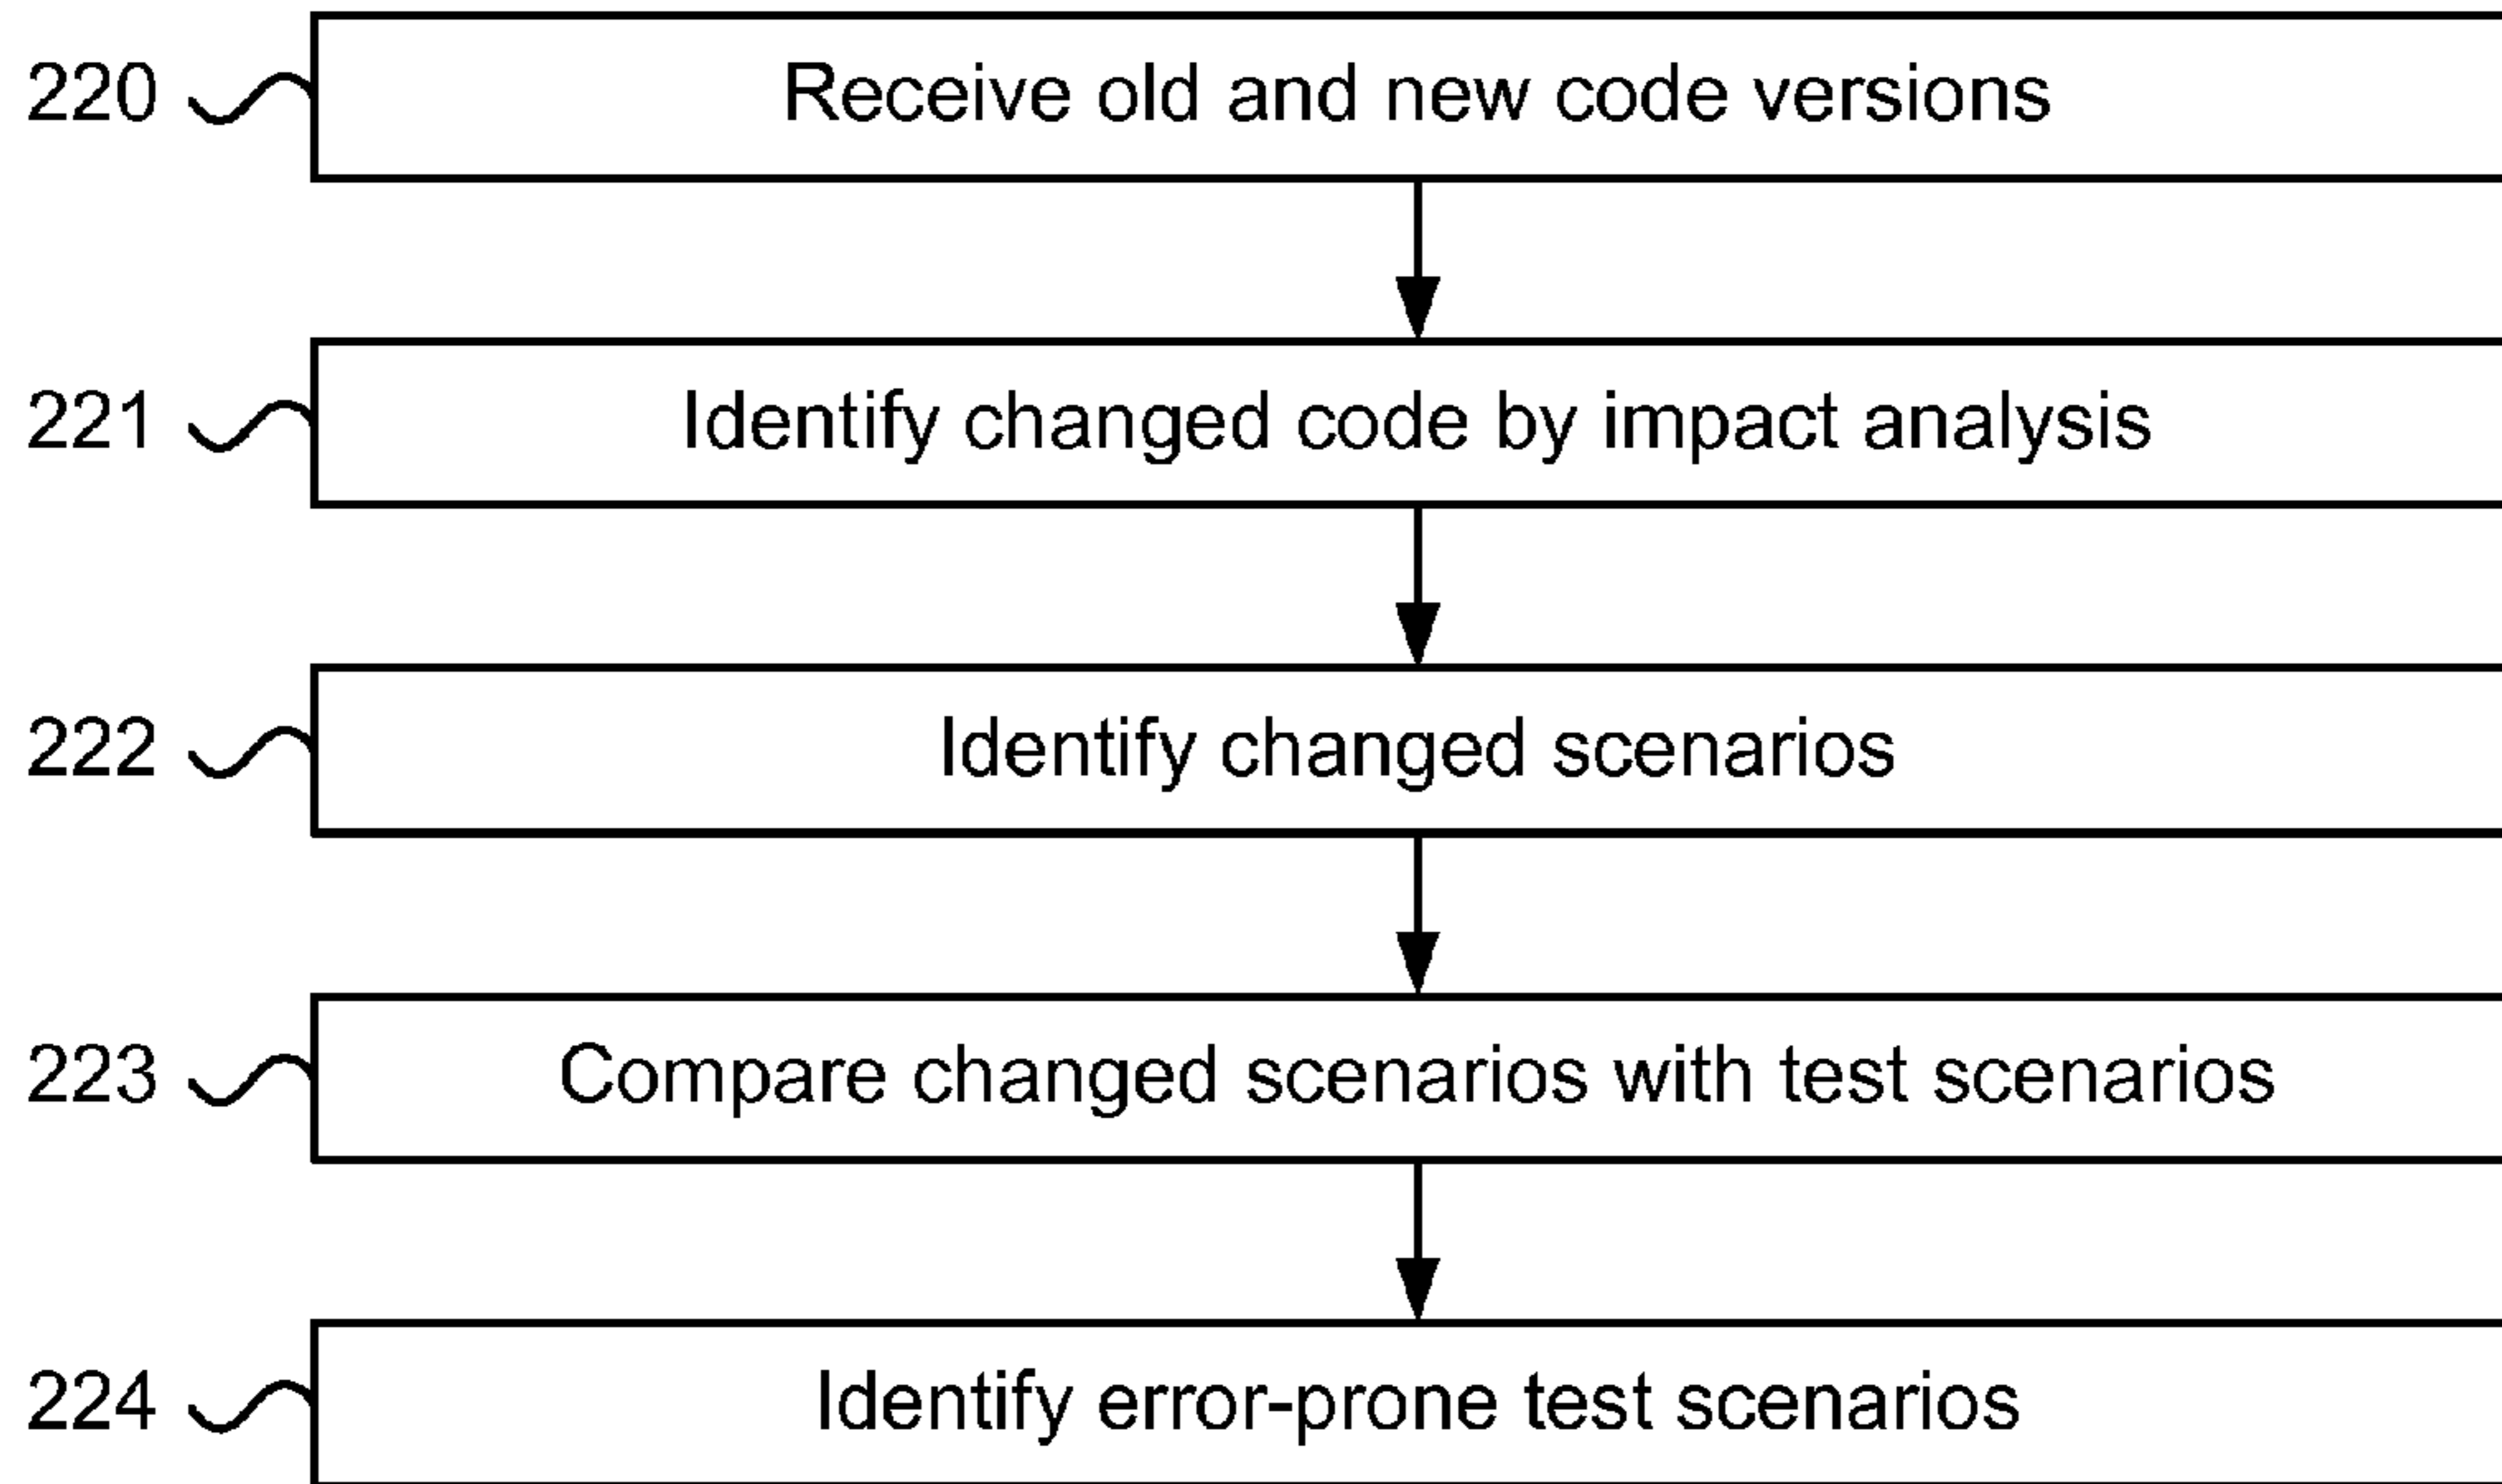 220 Receive old and new code versions
221 Identify changed code by impact analysis
222 Identify changed scenarios
223 Compare changed scenarios with test scenarios
224 Identify error-prone test scenarios